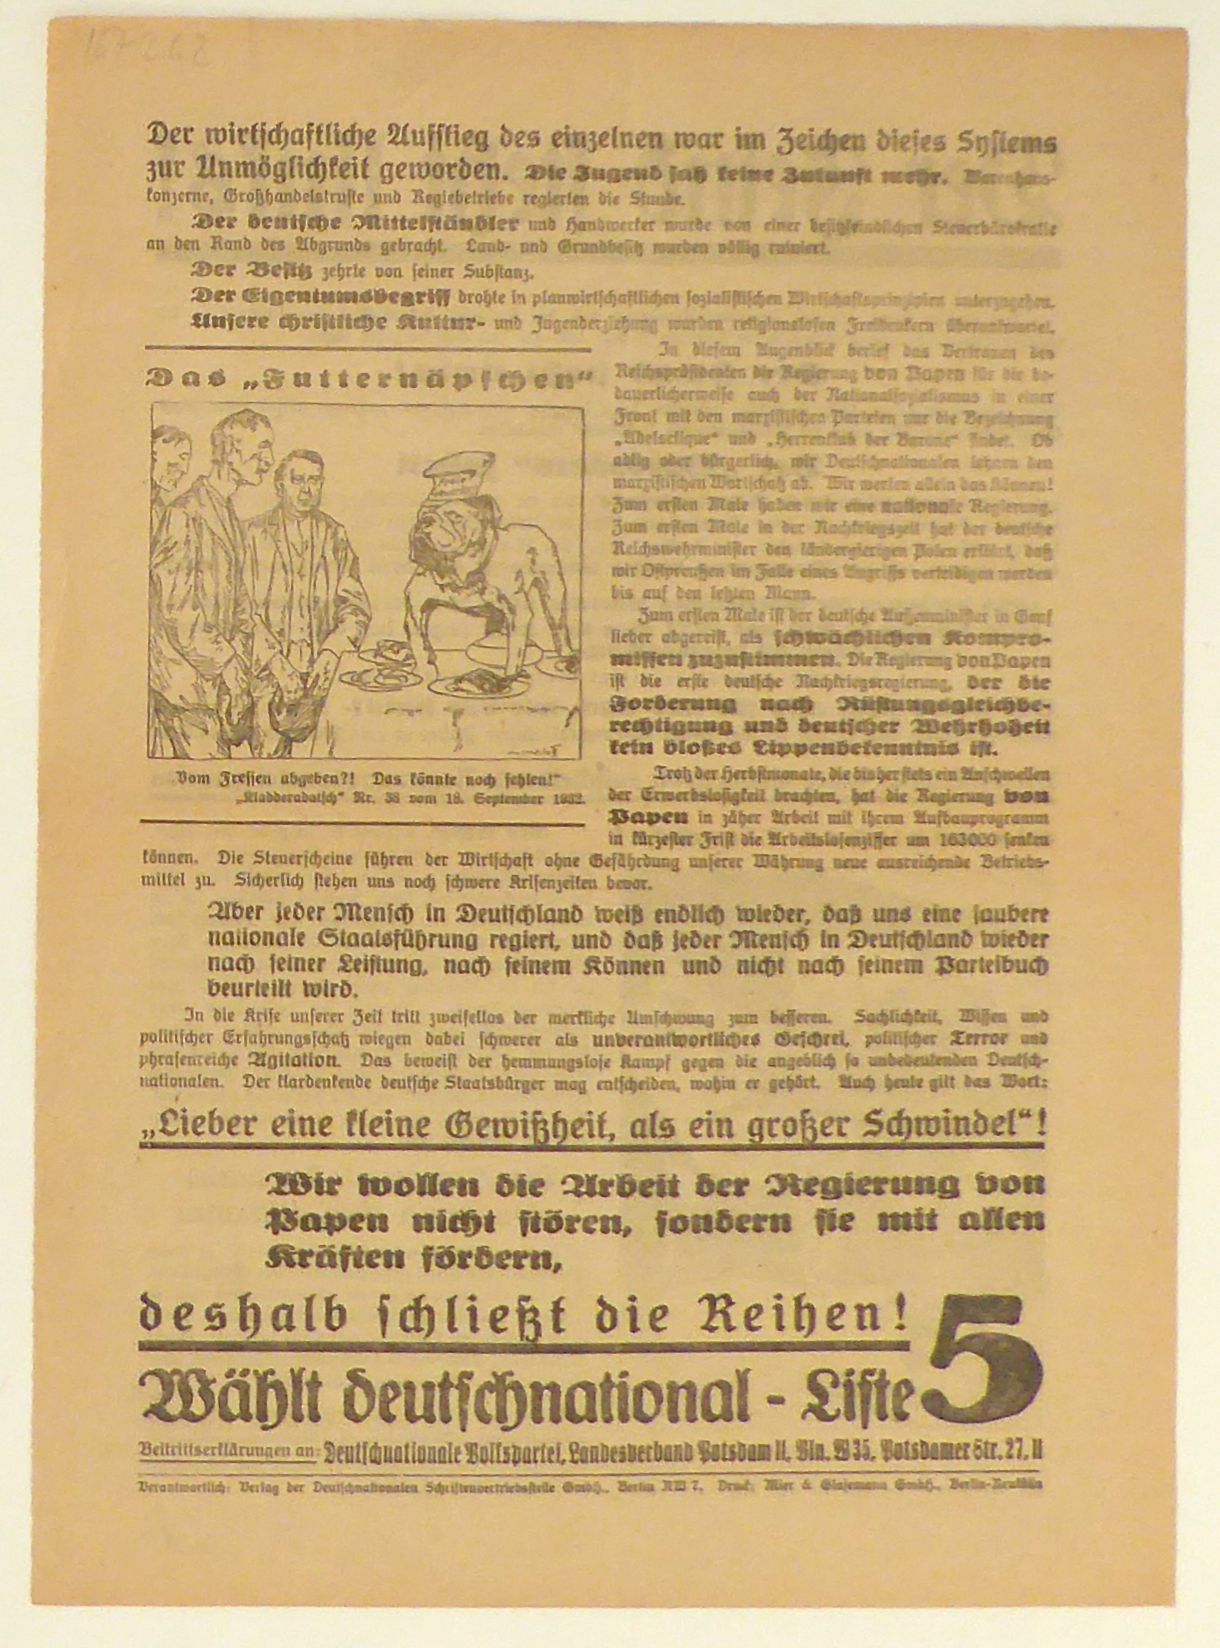 Der wirtschaftliche Aufstieg des einzelnen war im Zeichen dieses Systems
zur Unmöglichkeit geworden. Die Jugend sah keine Zukunft mehr. Warenhaus-
konzerne, Großhandelstruste und Regiebetriebe regierten die Stunde.
Der deutsche Mittelständler und Handwerker wurde von einer besitzfeindlichen Steuerbürokratie
an den Rand des Abgrunds gebracht. Land- und Grundbesitz wurden völlig ruiniert.
Der Besitz zehrte von seiner Substanz.
Der Eigentumsbegriff drohte in planwirtschaftlichen sozialistischen Wirtschaftsprinzipien unterzugehen.
Unsere christliche Kultur- und Jugenderziehung wurden religionslosen Freidenkern überantwortet.
Das „Futternäpfchen“
„Vom Fressen abgeben?! Das könnte noch fehlen!“
„Kladderadatsch“ Nr. 38 vom 18. September 1932.
In diesem Augenblick berief das Vertrauen des
Reichspräsidenten die Regierung von Papen für die be-
dauerlicherweise auch der Nationalsozialismus in einer
Front mit den marxistischen Parteien nur die Bezeichnung
„Adelsclique“ und „Herrenklub der Barone“ findet. Ob
adlig oder bürgerlich, wir Deutschnationalen lehnen den
marxistischen Wortschatz ab. Wir werten allein das Können!
Zum ersten Male haben wir eine nationale Regierung.
Zum ersten Male in der Nachkriegszeit hat der deutsche
Reichswehrminister den ländergierigen Polen erklärt, daß
wir Ostpreußen im Falle eines Angriffs verteidigen werden
bis auf den letzten Mann.
Zum ersten Male ist der deutsche Außenminister in Genf
lieber abgereist, als schwächlichen Kompro-
missen zuzustimmen. Die Regierung von Papen
ist die erste deutsche Nachkriegsregierung, der die
Forderung nach Rüstungsgleichbe-
rechtigung und deutscher Wehrhoheit
kein bloßes Lippenbekenntnis ist.
Trotz der Herbstmonate, die bisher stets ein Anschwellen
der Erwerbslosigkeit brachten, hat die Regierung von
Papen in zäher Arbeit mit ihrem Aufbauprogramm
in kürzester Frist die Arbeitslosenziffer um 163000 senken
können. Die Steuerscheine führen der Wirtschaft ohne Gefährdung unserer Währung neue ausreichende Betriebs-
mittel zu. Sicherlich stehen uns noch schwere Krisenzeiten bevor.
Aber jeder Mensch in Deutschland weiß endlich wieder, daß uns eine saubere
nationale Staatsführung regiert, und daß jeder Mensch in Deutschland wieder
nach seiner Leistung, nach seinem Können und nicht nach seinem Parteibuch
beurteilt wird.
In die Krise unserer Zeit tritt zweifellos der merkliche Umschwung zum besseren. Sachlichkeit, Wissen und
politischer Erfahrungsschatz wiegen dabei schwerer als unverantwortliches Geschrei, politischer Terror und
phrasenreiche Agitation. Das beweist der hemmungslose Kampf gegen die angeblich so unbedeutenden Deutsch-
nationalen. Der klardenkende deutsche Staatsbürger mag entscheiden, wohin er gehört. Auch heute gilt das Wort:
„Lieber eine kleine Gewißheit, als ein großer Schwindel“!
Wir wollen die Arbeit der Regierung von
Papen nicht stören, sondern sie mit allen
Kräften fördern,
deshalb schließt die Reihen!
Wählt deutschnational - Liste 5
Beitrittserklärungen an: Deutschnationale Volkspartei, Landesverband Potsdam II, Bln. W 35, Potsdamer Str. 27. II
Verantwortlich: Verlag der Deutschnationalen Schriftenvertriebsstelle GmbH., Berlin NW 7. Druck: Mier & Glasemann GmbH., Berlin-Neukölln